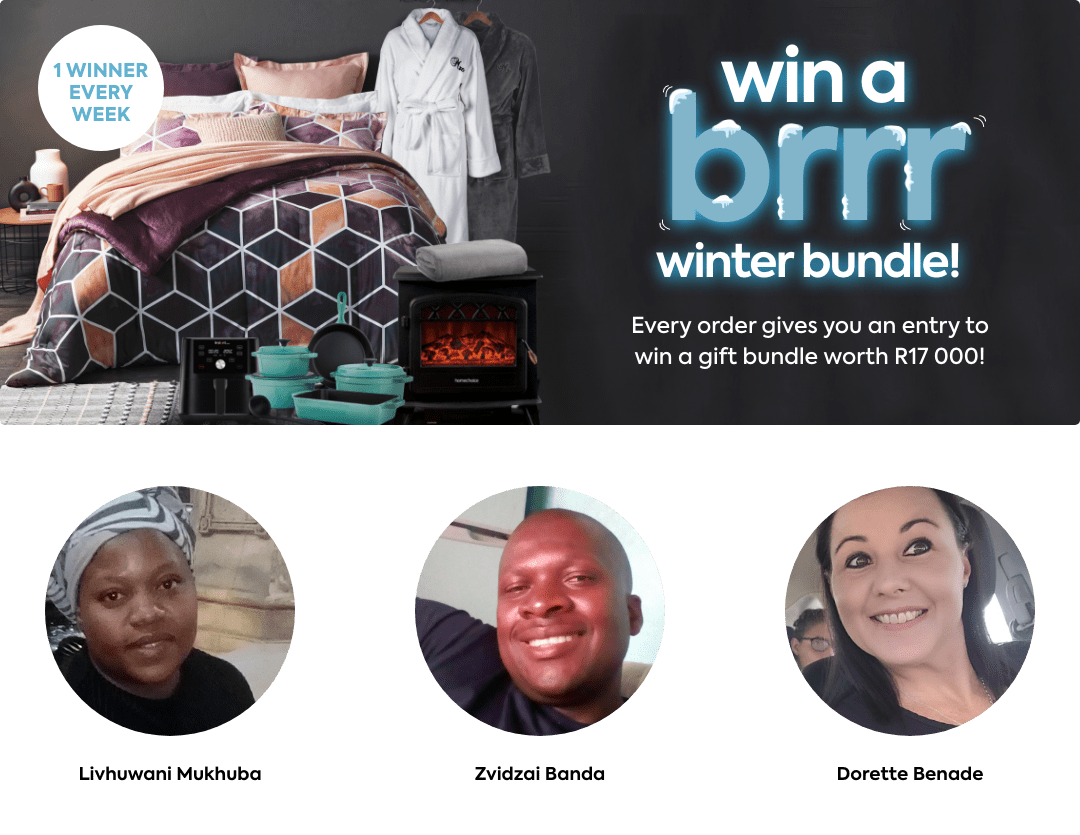 1 WINNER
EVERY
WEEK
win a
brrr
winter bundle!
Every order gives you an entry to
win a gift bundle worth R17 000!
homechoice
Livhuwani Mukhuba
Zvidzai Banda
Dorette Benade